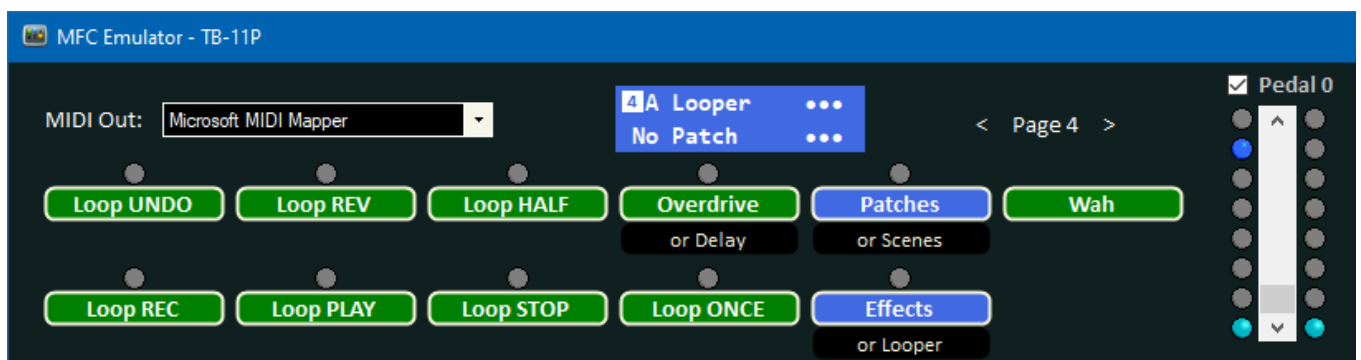 MFC Emulator - TB-11P
Pedal 0
MIDI Out: Microsoft MIDI Mapper
4A Looper •••
No Patch •••
< Page 4 >
Loop UNDO Loop REV Loop HALF Overdrive Patches Wah
or Delay or Scenes
Loop REC Loop PLAY Loop STOP Loop ONCE Effects
or Looper